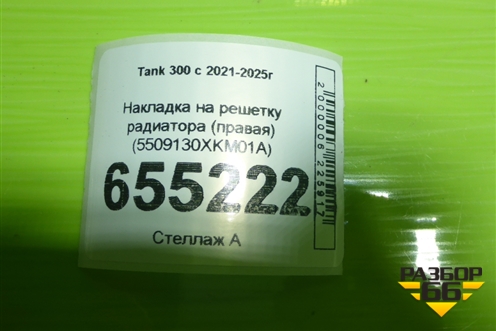 Tank 300 с 2021-2025г
Накладка на решетку
радиатора (правая)
(5509130XKM01A)
655222
Стеллаж А
2000006225917
РАЗБОР
66